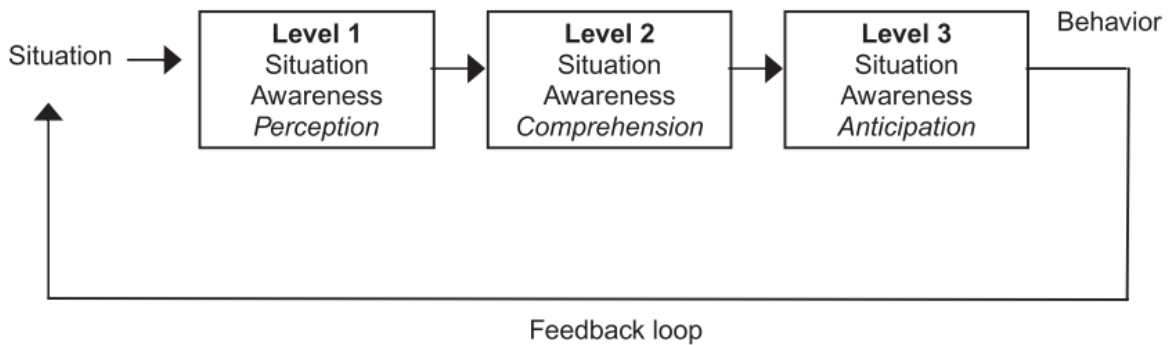 Situation
Level 1
Situation
Awareness
Perception
Level 2
Situation
Awareness
Comprehension
Level 3
Situation
Awareness
Anticipation
Behavior
Feedback loop